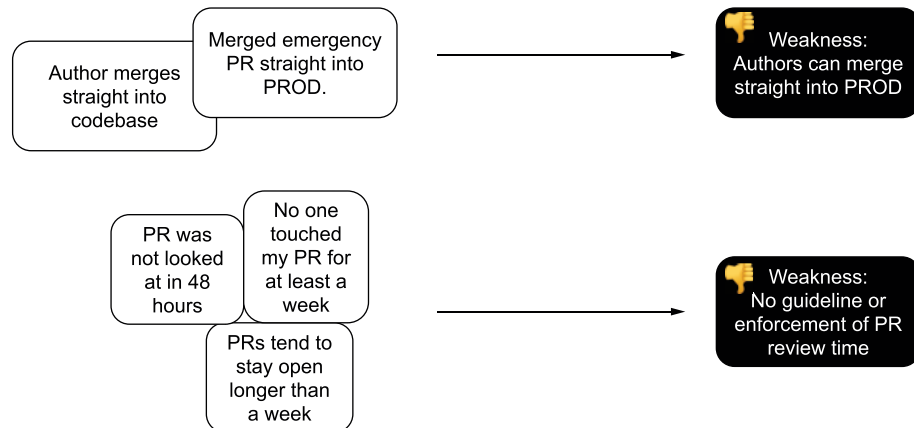 Author merges
straight into
codebase
Merged emergency
PR straight into
PROD.
Weakness:
Authors can merge
straight into PROD
PR was
not looked
at in 48
hours
No one
touched
my PR for
at least a
week
PRs tend to
stay open
longer than
a week
Weakness:
No guideline or
enforcement of PR
review time